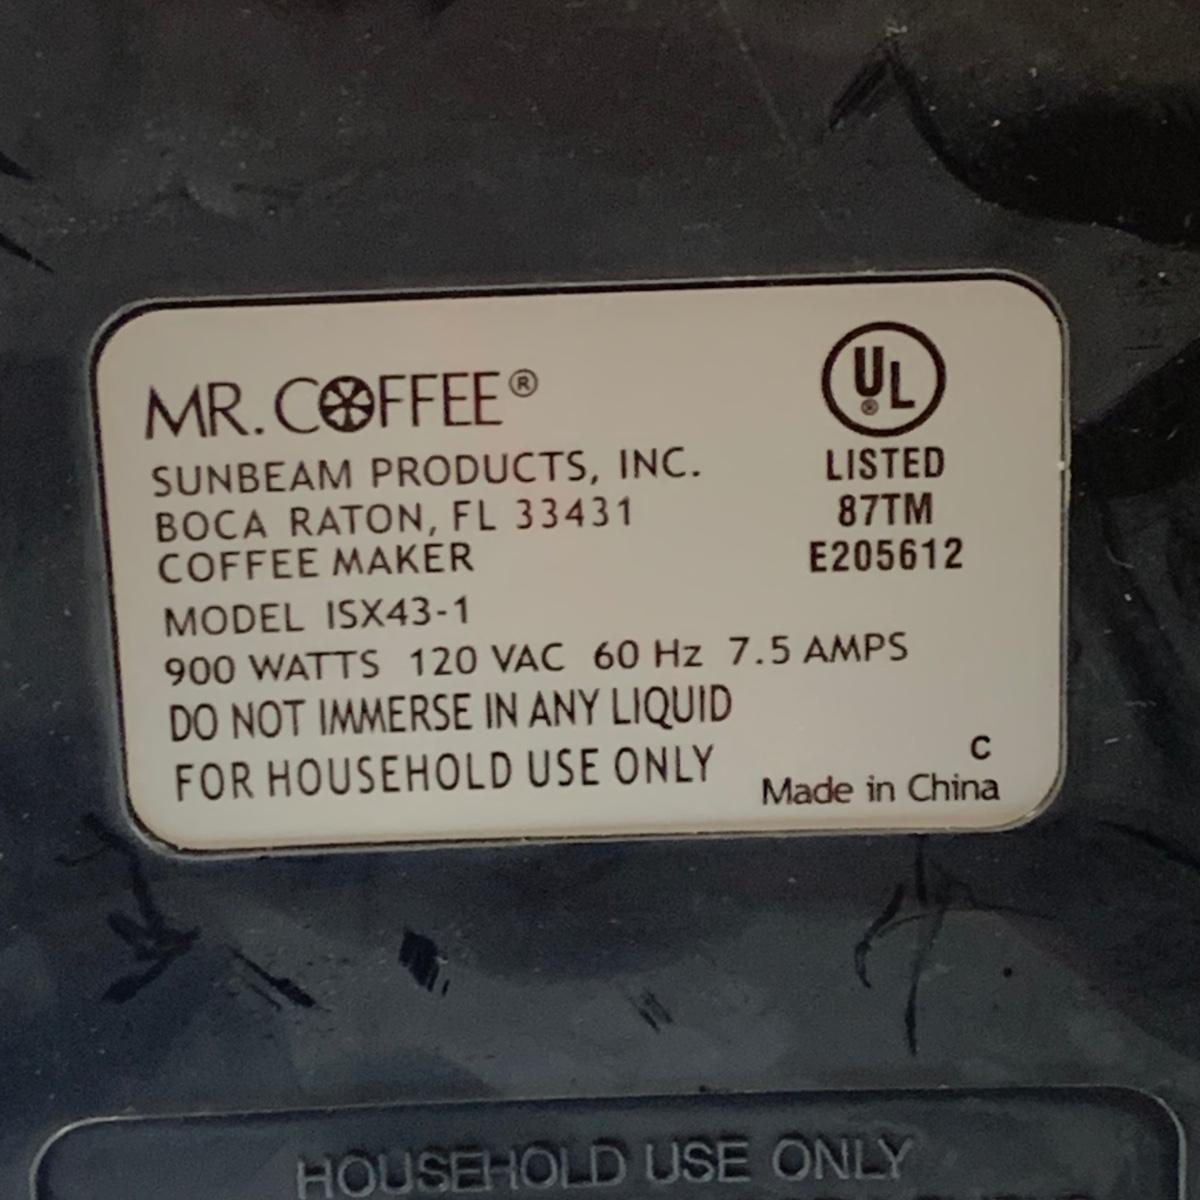 MR. COFFEE®
SUNBEAM PRODUCTS, INC.
BOCA RATON, FL 33431
COFFEE MAKER
MODEL ISX43-1
900 WATTS 120 VAC 60 Hz 7.5 AMPS
DO NOT IMMERSE IN ANY LIQUID
FOR HOUSEHOLD USE ONLY
UL®
LISTED
87TM
E205612
C
Made in China
HOUSEHOLD USE ONLY